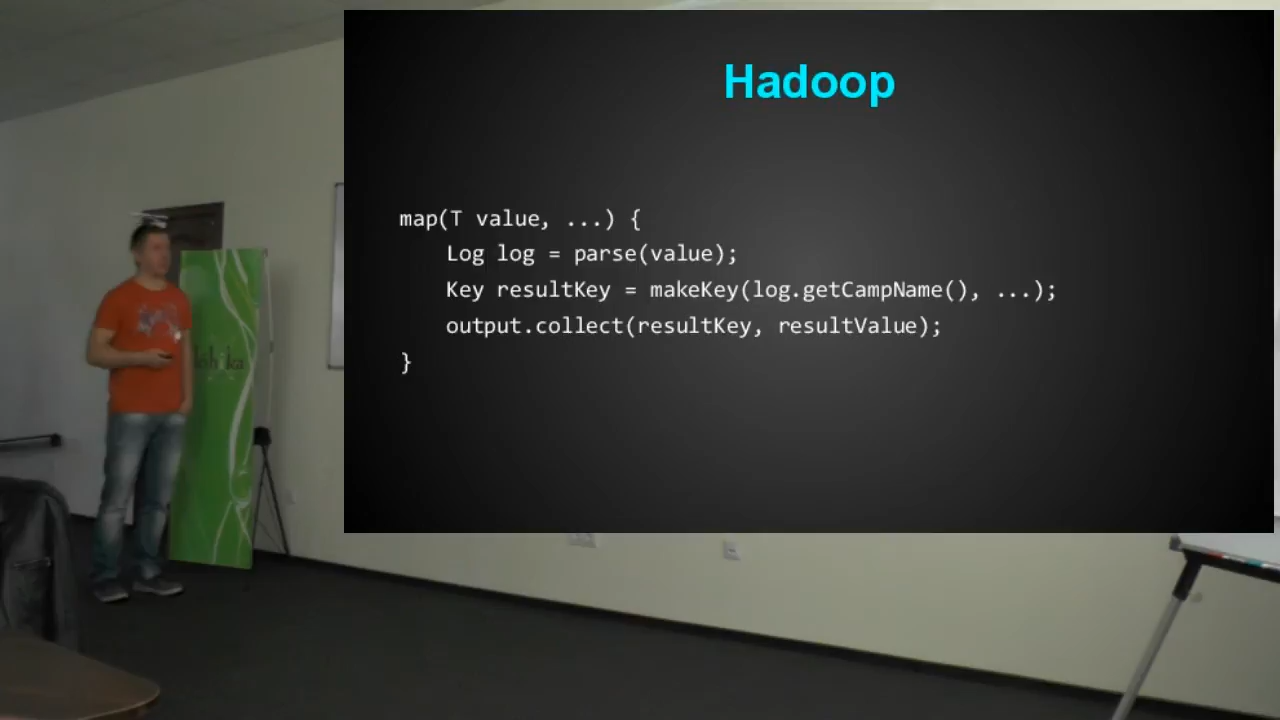 Hadoop
map(T value, ...) {
Log log = parse(value);
Key resultKey = makeKey(log.getCampName(), ...);
output.collect(resultKey, resultValue);
}